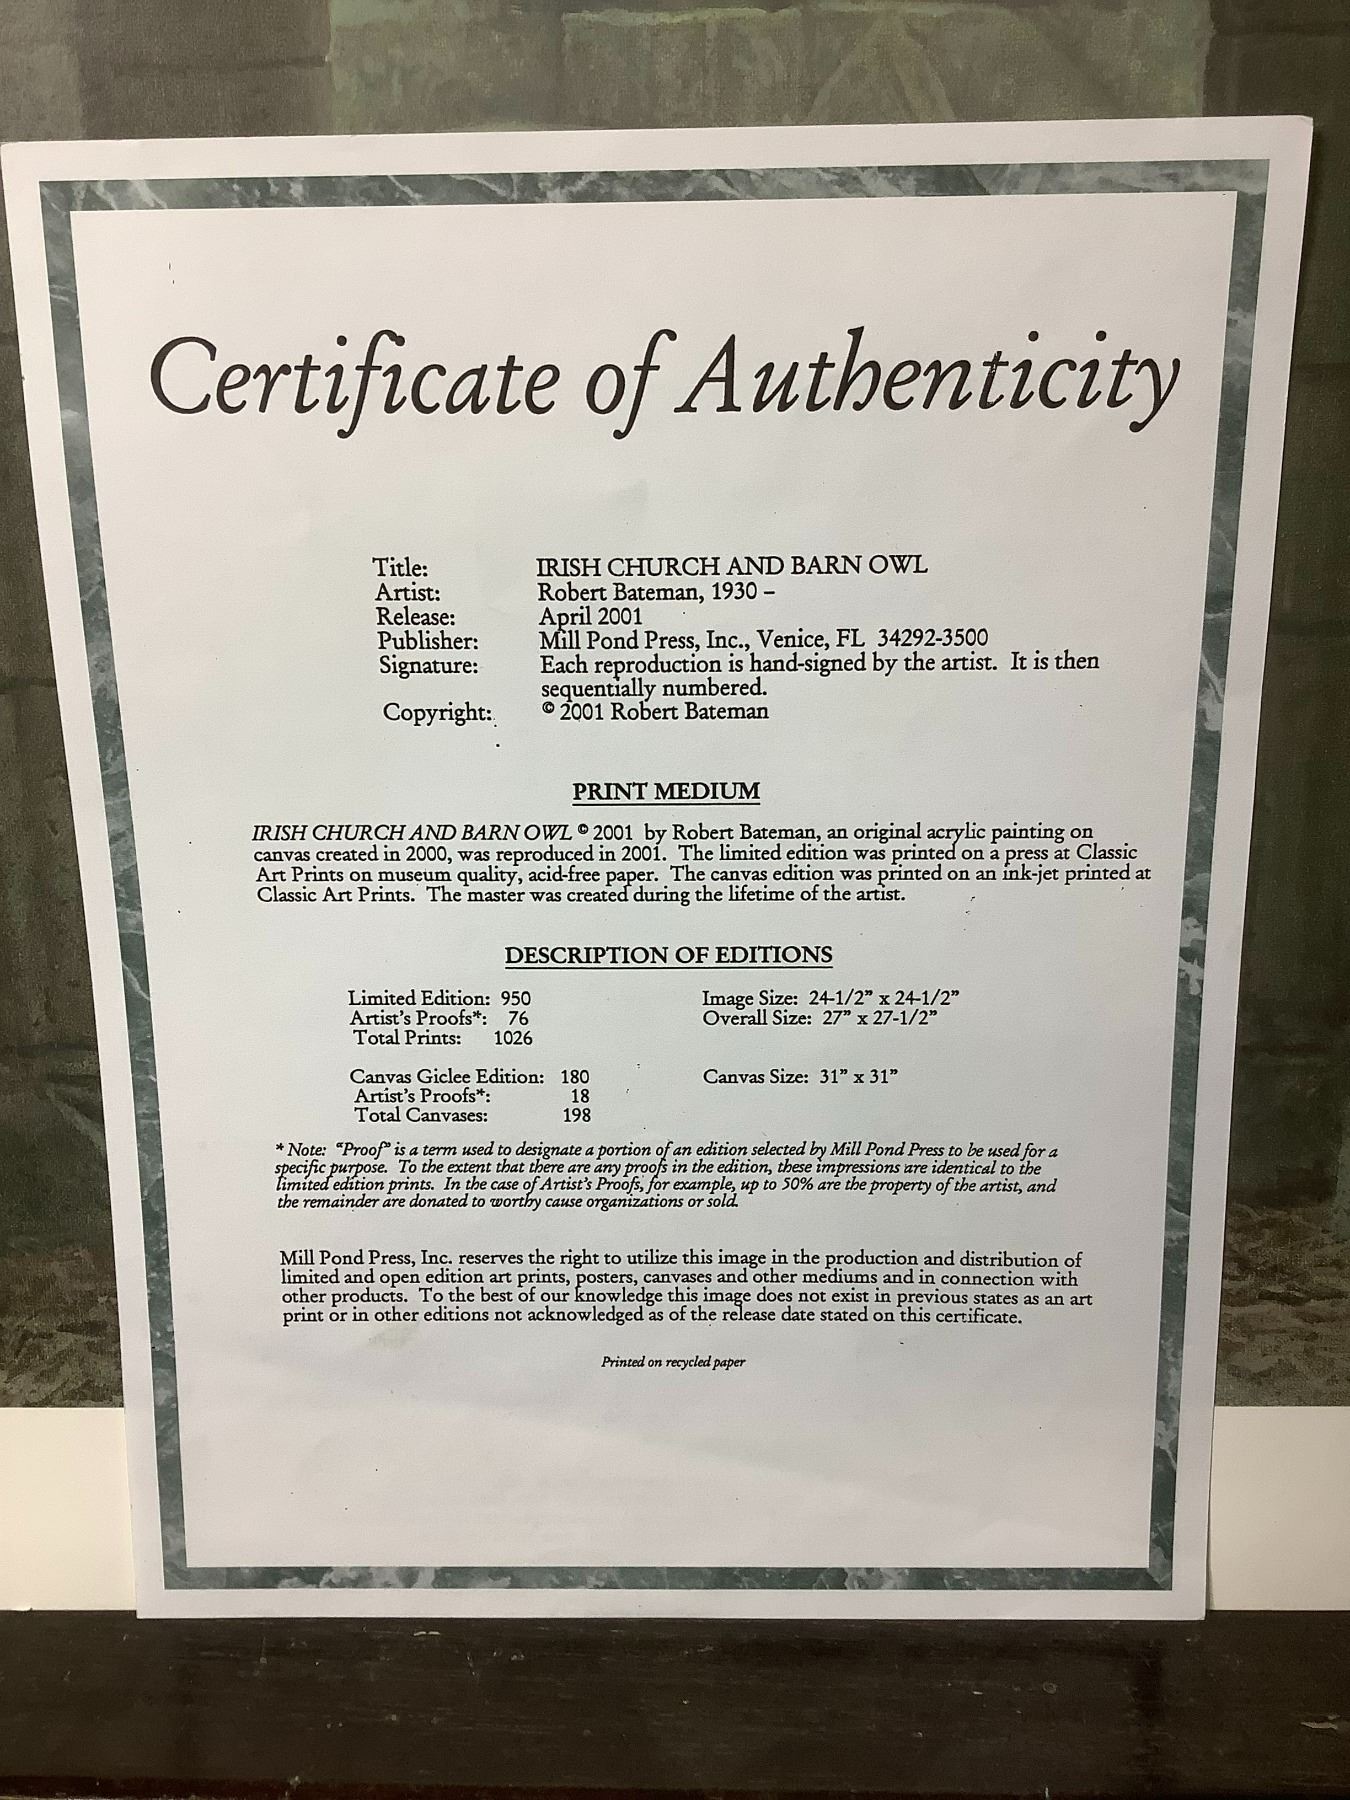 Certificate of Authenticity
Title: IRISH CHURCH AND BARN OWL
Artist: Robert Bateman, 1930 –
Release: April 2001
Publisher: Mill Pond Press, Inc., Venice, FL 34292-3500
Signature: Each reproduction is hand-signed by the artist. It is then
sequentially numbered.
Copyright: © 2001 Robert Bateman
PRINT MEDIUM
IRISH CHURCH AND BARN OWL © 2001 by Robert Bateman, an original acrylic painting on
canvas created in 2000, was reproduced in 2001. The limited edition was printed on a press at Classic
Art Prints on museum quality, acid-free paper. The canvas edition was printed on an ink-jet printed at
Classic Art Prints. The master was created during the lifetime of the artist.
DESCRIPTION OF EDITIONS
Limited Edition: 950 Image Size: 24-1/2” x 24-1/2”
Artist's Proofs*: 76 Overall Size: 27” x 27-1/2”
Total Prints: 1026
Canvas Giclee Edition: 180 Canvas Size: 31” x 31”
Artist's Proofs*: 18
Total Canvases: 198
* Note: “Proof” is a term used to designate a portion of an edition selected by Mill Pond Press to be used for a
specific purpose. To the extent that there are any proofs in the edition, these impressions are identical to the
limited edition prints. In the case of Artist's Proofs, for example, up to 50% are the property of the artist, and
the remainder are donated to worthy cause organizations or sold.
Mill Pond Press, Inc. reserves the right to utilize this image in the production and distribution of
limited and open edition art prints, posters, canvases and other mediums and in connection with
other products. To the best of our knowledge this image does not exist in previous states as an art
print or in other editions not acknowledged as of the release date stated on this certificate.
Printed on recycled paper